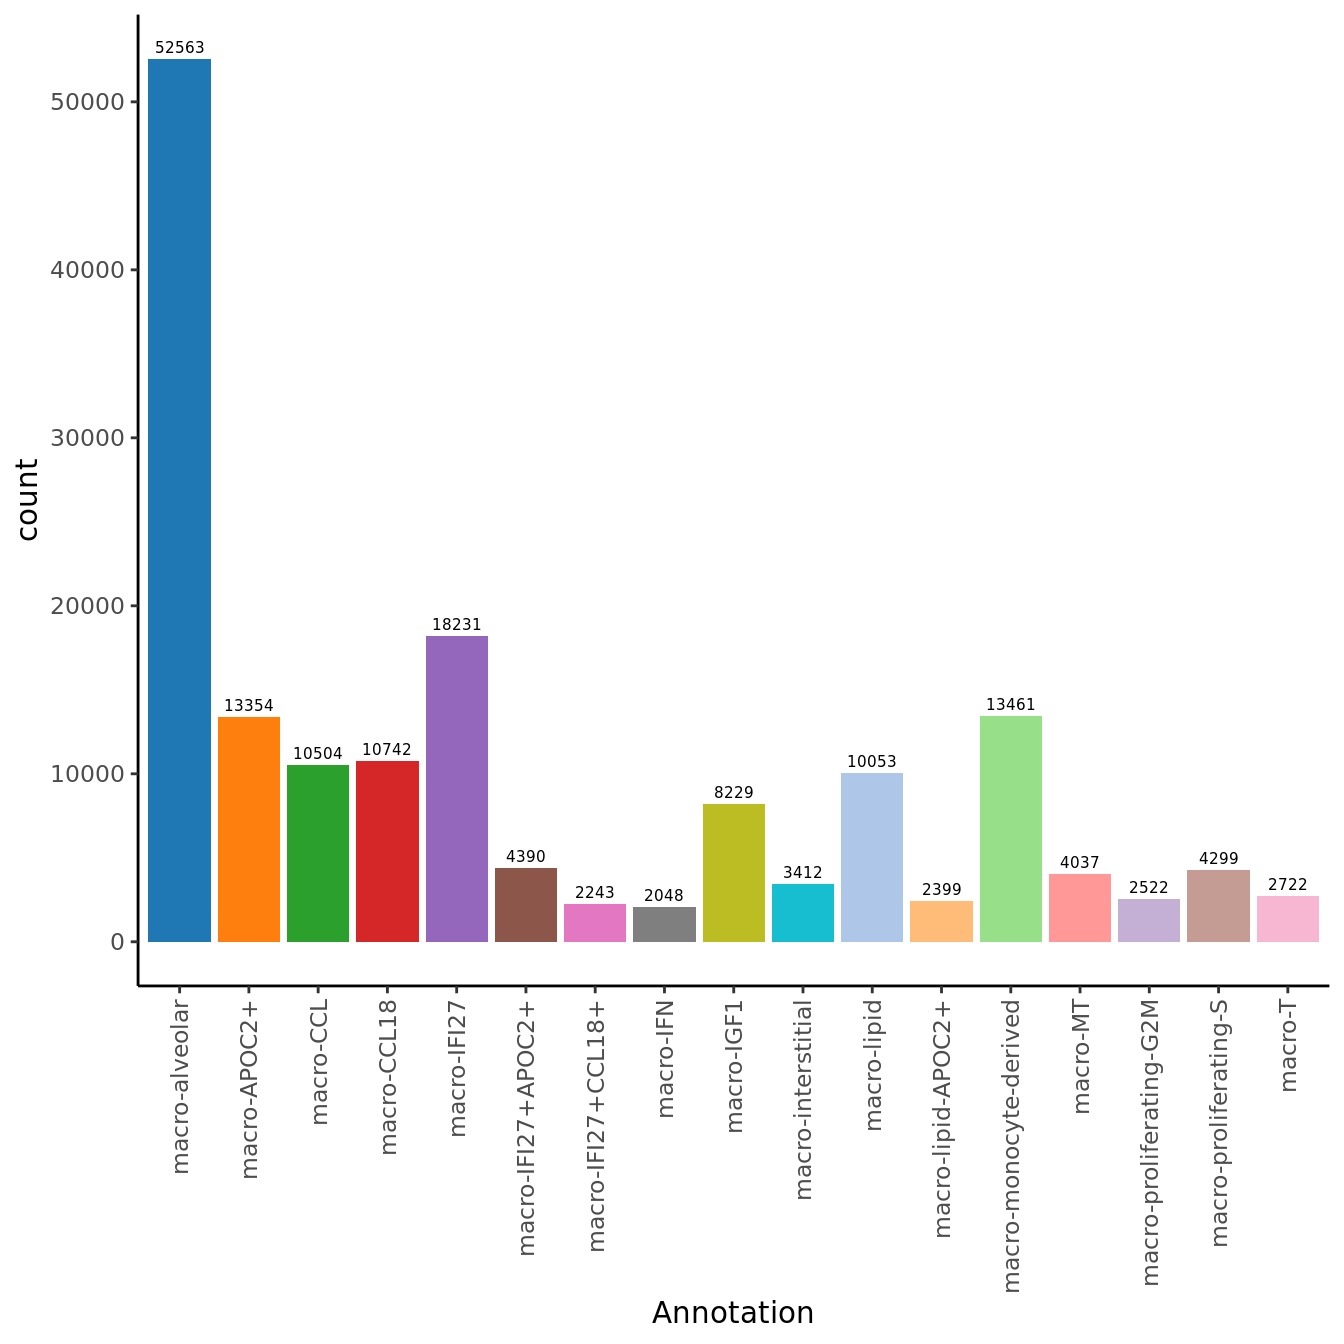 52563
50000
40000
30000
20000
10000
0
count
13354
10504
10742
18231
4390
2243
2048
8229
3412
10053
2399
13461
4037
2522
4299
2722
macro-alveolar
macro-APOC2+
macro-CCL
macro-CCL18
macro-IFI27
macro-IFI27+APOC2+
macro-IFI27+CCL18+
macro-IFN
macro-IGF1
macro-interstitial
macro-lipid
macro-lipid-APOC2+
macro-monocyte-derived
macro-MT
macro-proliferating-G2M
macro-proliferating-S
macro-T
Annotation